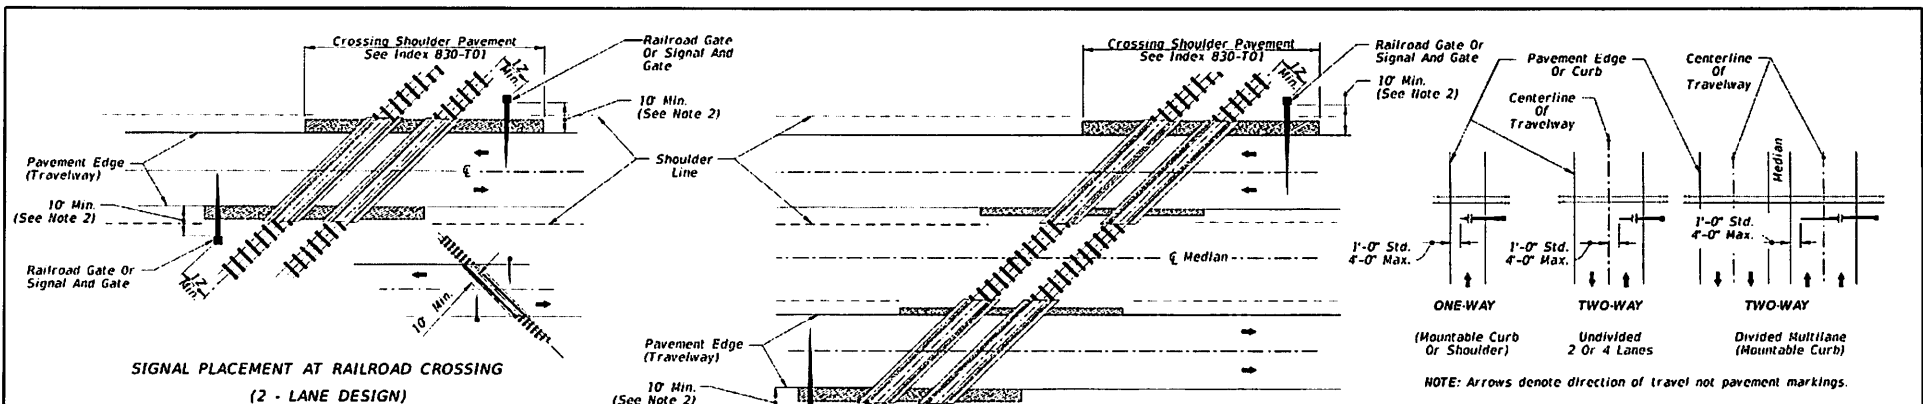 Crossing Shoulder Pavement
See Index 830-T01
12'
Min.
Railroad Gate
Or Signal And
Gate
10' Min.
(See Note 2)
Pavement Edge
(Travelway)
Shoulder
Line
10' Min.
(See Note 2)
Railroad Gate Or
Signal And Gate
12'
Min.
10' Min.
SIGNAL PLACEMENT AT RAILROAD CROSSING
(2 - LANE DESIGN)
Crossing Shoulder Pavement
See Index 830-T01
12'
Min.
Railroad Gate Or
Signal And Gate
10' Min.
(See Note 2)
℄
℄ Median
Pavement Edge
(Travelway)
10' Min.
(See Note 2)
Pavement Edge
Or Curb
Centerline
Of
Travelway
Centerline
Of
Travelway
Median
1'-0" Std.
4'-0" Max.
1'-0" Std.
4'-0" Max.
1'-0" Std.
4'-0" Max.
ONE-WAY
TWO-WAY
TWO-WAY
(Mountable Curb
Or Shoulder)
Undivided
2 Or 4 Lanes
Divided Multilane
(Mountable Curb)
NOTE: Arrows denote direction of travel not pavement markings.